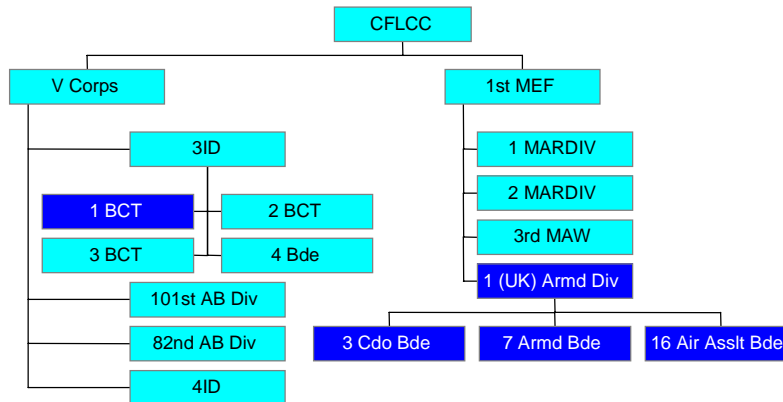 CFLCC
V Corps
1st MEF
3ID
1 MARDIV
1 BCT
2 BCT
2 MARDIV
3 BCT
4 Bde
3rd MAW
1 (UK) Armd Div
101st AB Div
82nd AB Div
3 Cdo Bde
7 Armd Bde
16 Air Asslt Bde
4ID